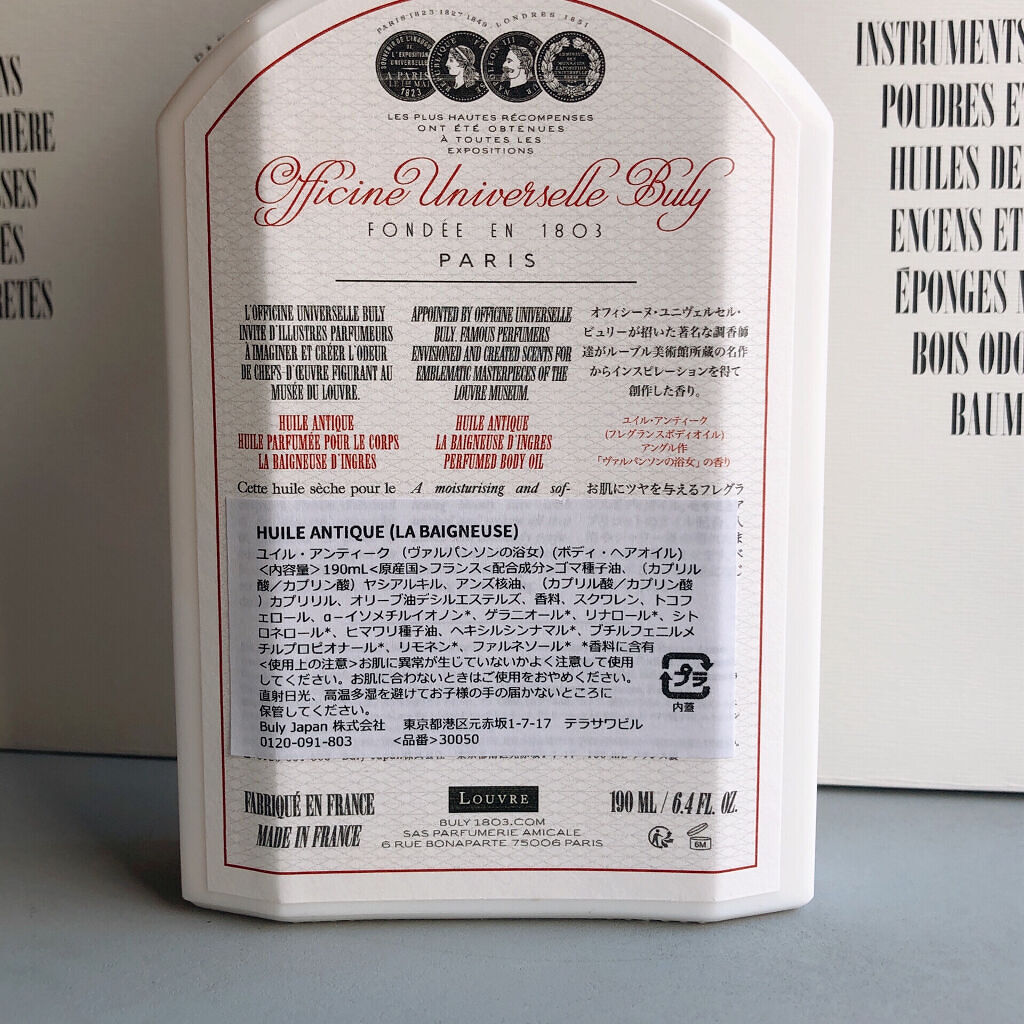 PARIS 1823 1827 1849, LONDRES 1851
LES PLUS HAUTES RÉCOMPENSES
ONT ÉTÉ OBTENUES
À TOUTES LES
EXPOSITIONS
Officine Universelle Buly
FONDÉE EN 1803
PARIS
L'OFFICINE UNIVERSELLE BULY
INVITE D'ILLUSTRES PARFUMEURS
À IMAGINER ET CRÉER L'ODEUR
DE CHEFS-D'ŒUVRE FIGURANT AU
MUSÉE DU LOUVRE.
HUILE ANTIQUE
HUILE PARFUMÉE POUR LE CORPS
LA BAIGNEUSE D'INGRES
Cette huile sèche pour le
APPOINTED BY OFFICINE UNIVERSELLE
BULY, FAMOUS PERFUMERS
ENVISIONED AND CREATED SCENTS FOR
EMBLEMATIC MASTERPIECES OF THE
LOUVRE MUSEUM.
HUILE ANTIQUE
LA BAIGNEUSE D'INGRES
PERFUMED BODY OIL
A moisturising and sof-
オフィシーヌ・ユニヴェルセル・
ビュリーが招いた著名な調香師
達がルーブル美術館所蔵の名作
からインスピレーションを得て
創作した香り。
ユイル・アンティーク
(フレグランスボディオイル)
アングル作
「ヴァルパンソンの浴女」の香り
お肌にツヤを与えるフレグラ
HUILE ANTIQUE (LA BAIGNEUSE)
ユイル・アンティーク (ヴァルパンソンの浴女) (ボディ・ヘアオイル)
<内容量>190mL<原産国>フランス<配合成分>ゴマ種子油、（カプリル
酸／カプリン酸）ヤシアルキル、アンズ核油、（カプリル酸／カプリン酸
）カプリリル、オリーブ油デシルエステルズ、香料、スクワレン、トコフ
ェロール、α－イソメチルイオノン*、ゲラニオール*、リナロール*、シト
ロネロール*、ヒマワリ種子油、ヘキシルシンナマル*、ブチルフェニルメ
チルプロピオナール*、リモネン*、ファルネソール* *香料に含有
<使用上の注意>お肌に異常が生じていないかよく注意して使用
してください。お肌に合わないときはご使用をおやめください。
直射日光、高温多湿を避けてお子様の手の届かないところに
保管してください。
Buly Japan 株式会社 東京都港区元赤坂1-7-17 テラサワビル
0120-091-803 <品番>30050
プラ
内蓋
FABRIQUÉ EN FRANCE
MADE IN FRANCE
LOUVRE
BULY 1803.COM
SAS PARFUMERIE AMICALE
6 RUE BONAPARTE 75006 PARIS
190 ML / 6.4 FL. OZ.
6M
INSTRUMENTS
POUDRES E
HUILES DE
ENCENS ET
ÉPONGES
BOIS ODO
BAUM